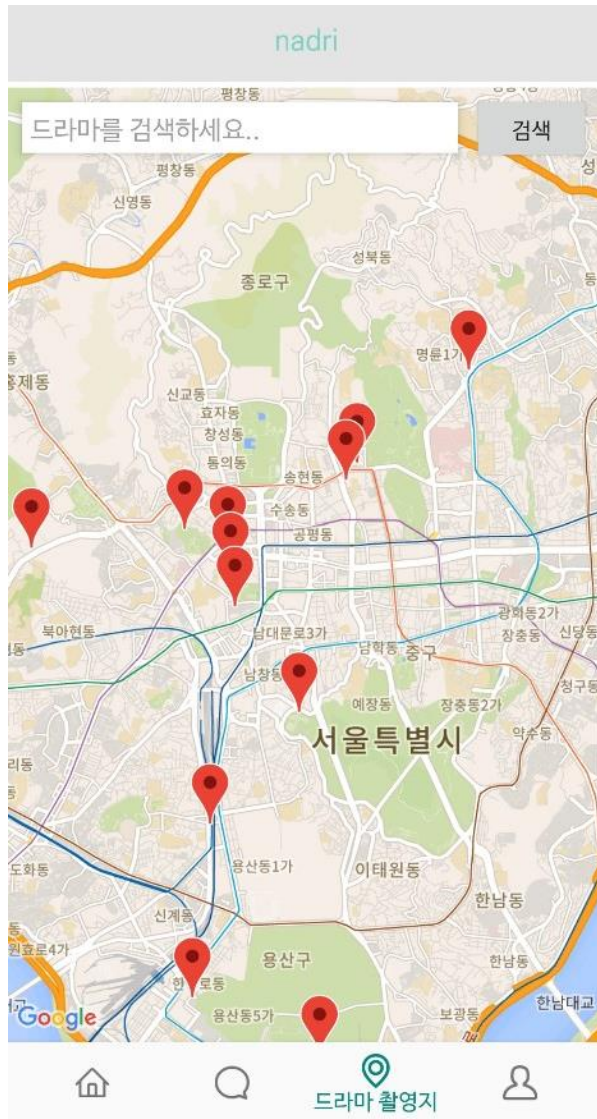 nadri
평창동
드라마를 검색하세요..
검색
평창동
신영동
성북동
종로구
명륜1가
홍제동
신교동
효자동
창성동
통의동
송현동
수송동
공평동
광희동2가
북아현동
남대문로3가
남학동
중구
장충동
신당동
남창동
청구동
예장동
장충동2가
서울특별시
약수동
도화동
용산동1가
이태원동
한남동
신계동
원효로4가
용산구
한남동
Google
용산동5가
보광동
한남대교
드라마 촬영지